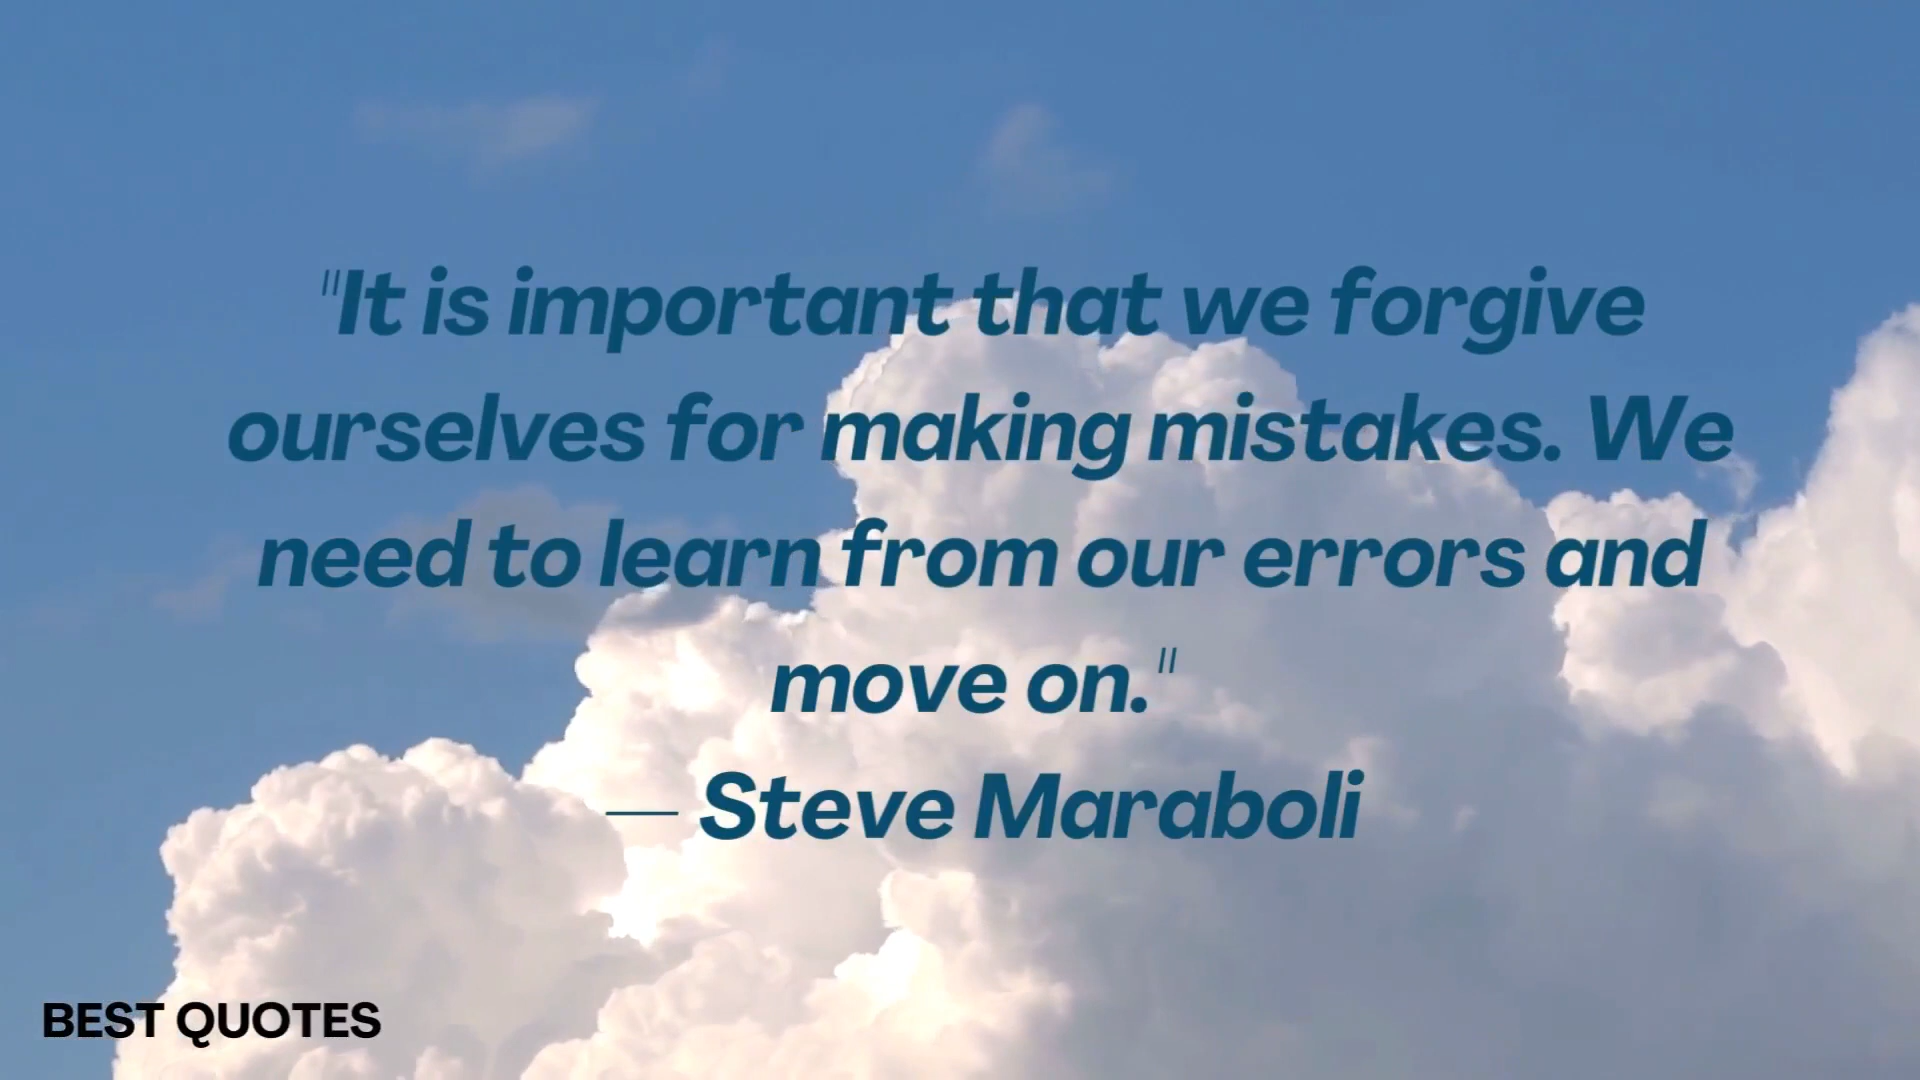 "It is important that we forgive
ourselves for making mistakes. We
need to learn from our errors and
move on."
— Steve Maraboli
BEST QUOTES